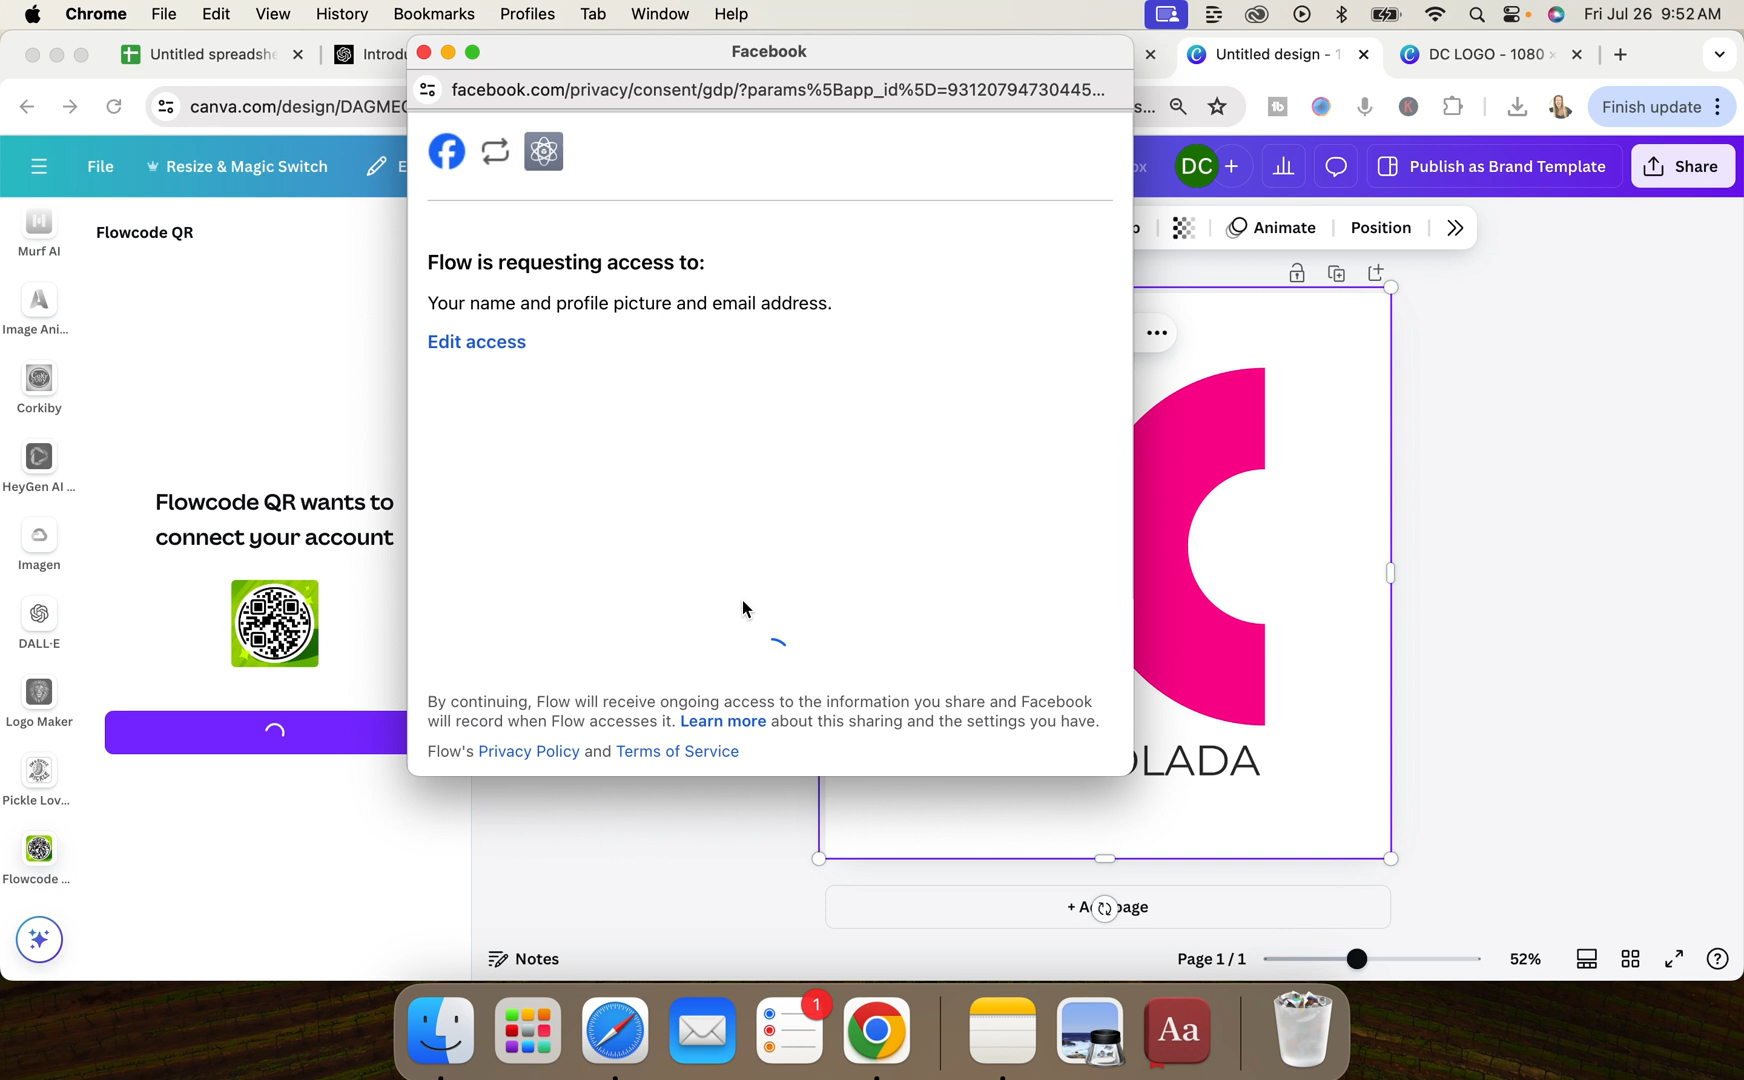 Chrome File Edit View History Bookmarks Profiles Tab Window Help Fri Jul 26 9:52 AM
Untitled spreadshe Introdu Facebook Untitled design - 1 DC LOGO - 1080
canva.com/design/DAGMEC facebook.com/privacy/consent/gdp/?params%5Bapp_id%5D=93120794730445... s... Finish update
File Resize & Magic Switch E DC Publish as Brand Template Share
Murf AI
Flowcode QR
Animate Position
Image Ani...
Corkiby
HeyGen AI ...
Imagen
DALL·E
Logo Maker
Pickle Lov...
Flowcode ...
Flowcode QR wants to
connect your account
Flow is requesting access to:
Your name and profile picture and email address.
Edit access
By continuing, Flow will receive ongoing access to the information you share and Facebook
will record when Flow accesses it. Learn more about this sharing and the settings you have.
Flow's Privacy Policy and Terms of Service
OLADA
+ A page
Notes Page 1 / 1 52%
1
Aa